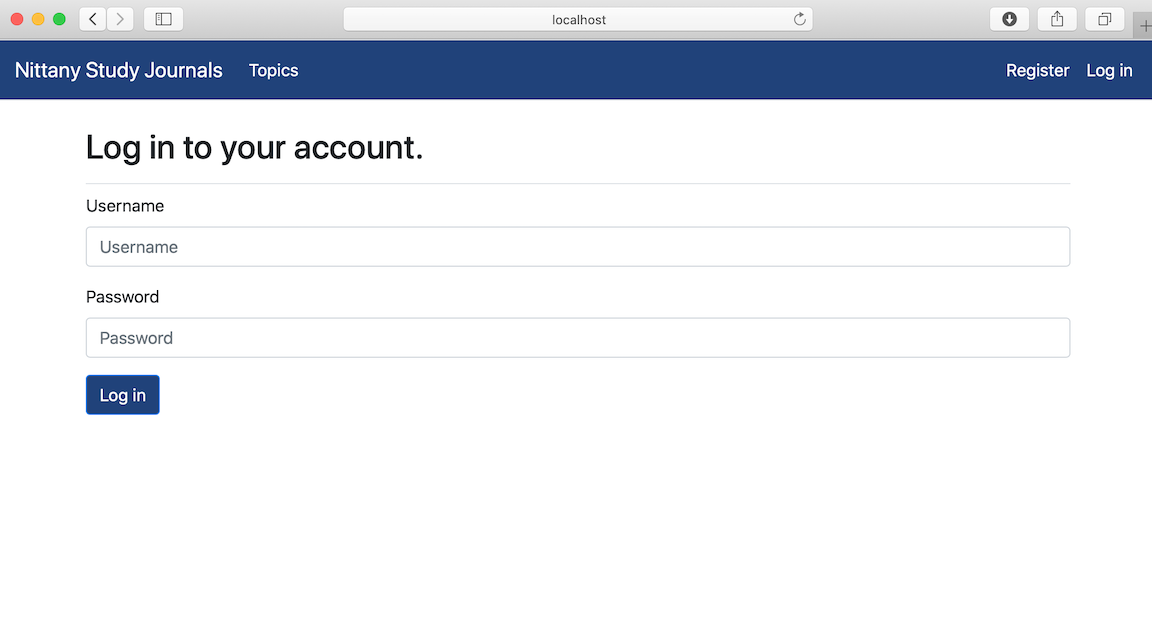 localhost
Nittany Study Journals Topics Register Log in
Log in to your account.
Username
Username
Password
Password
Log in